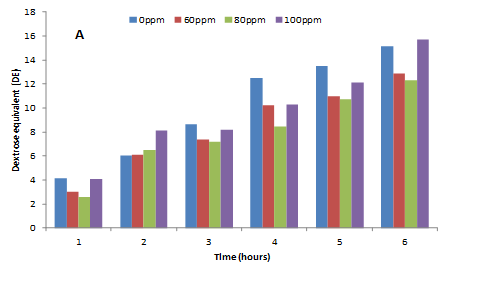 A
0ppm 60ppm 80ppm 100ppm
Dextrose equivalent (DE)
18
16
14
12
10
8
6
4
2
0
1 2 3 4 5 6
Time (hours)